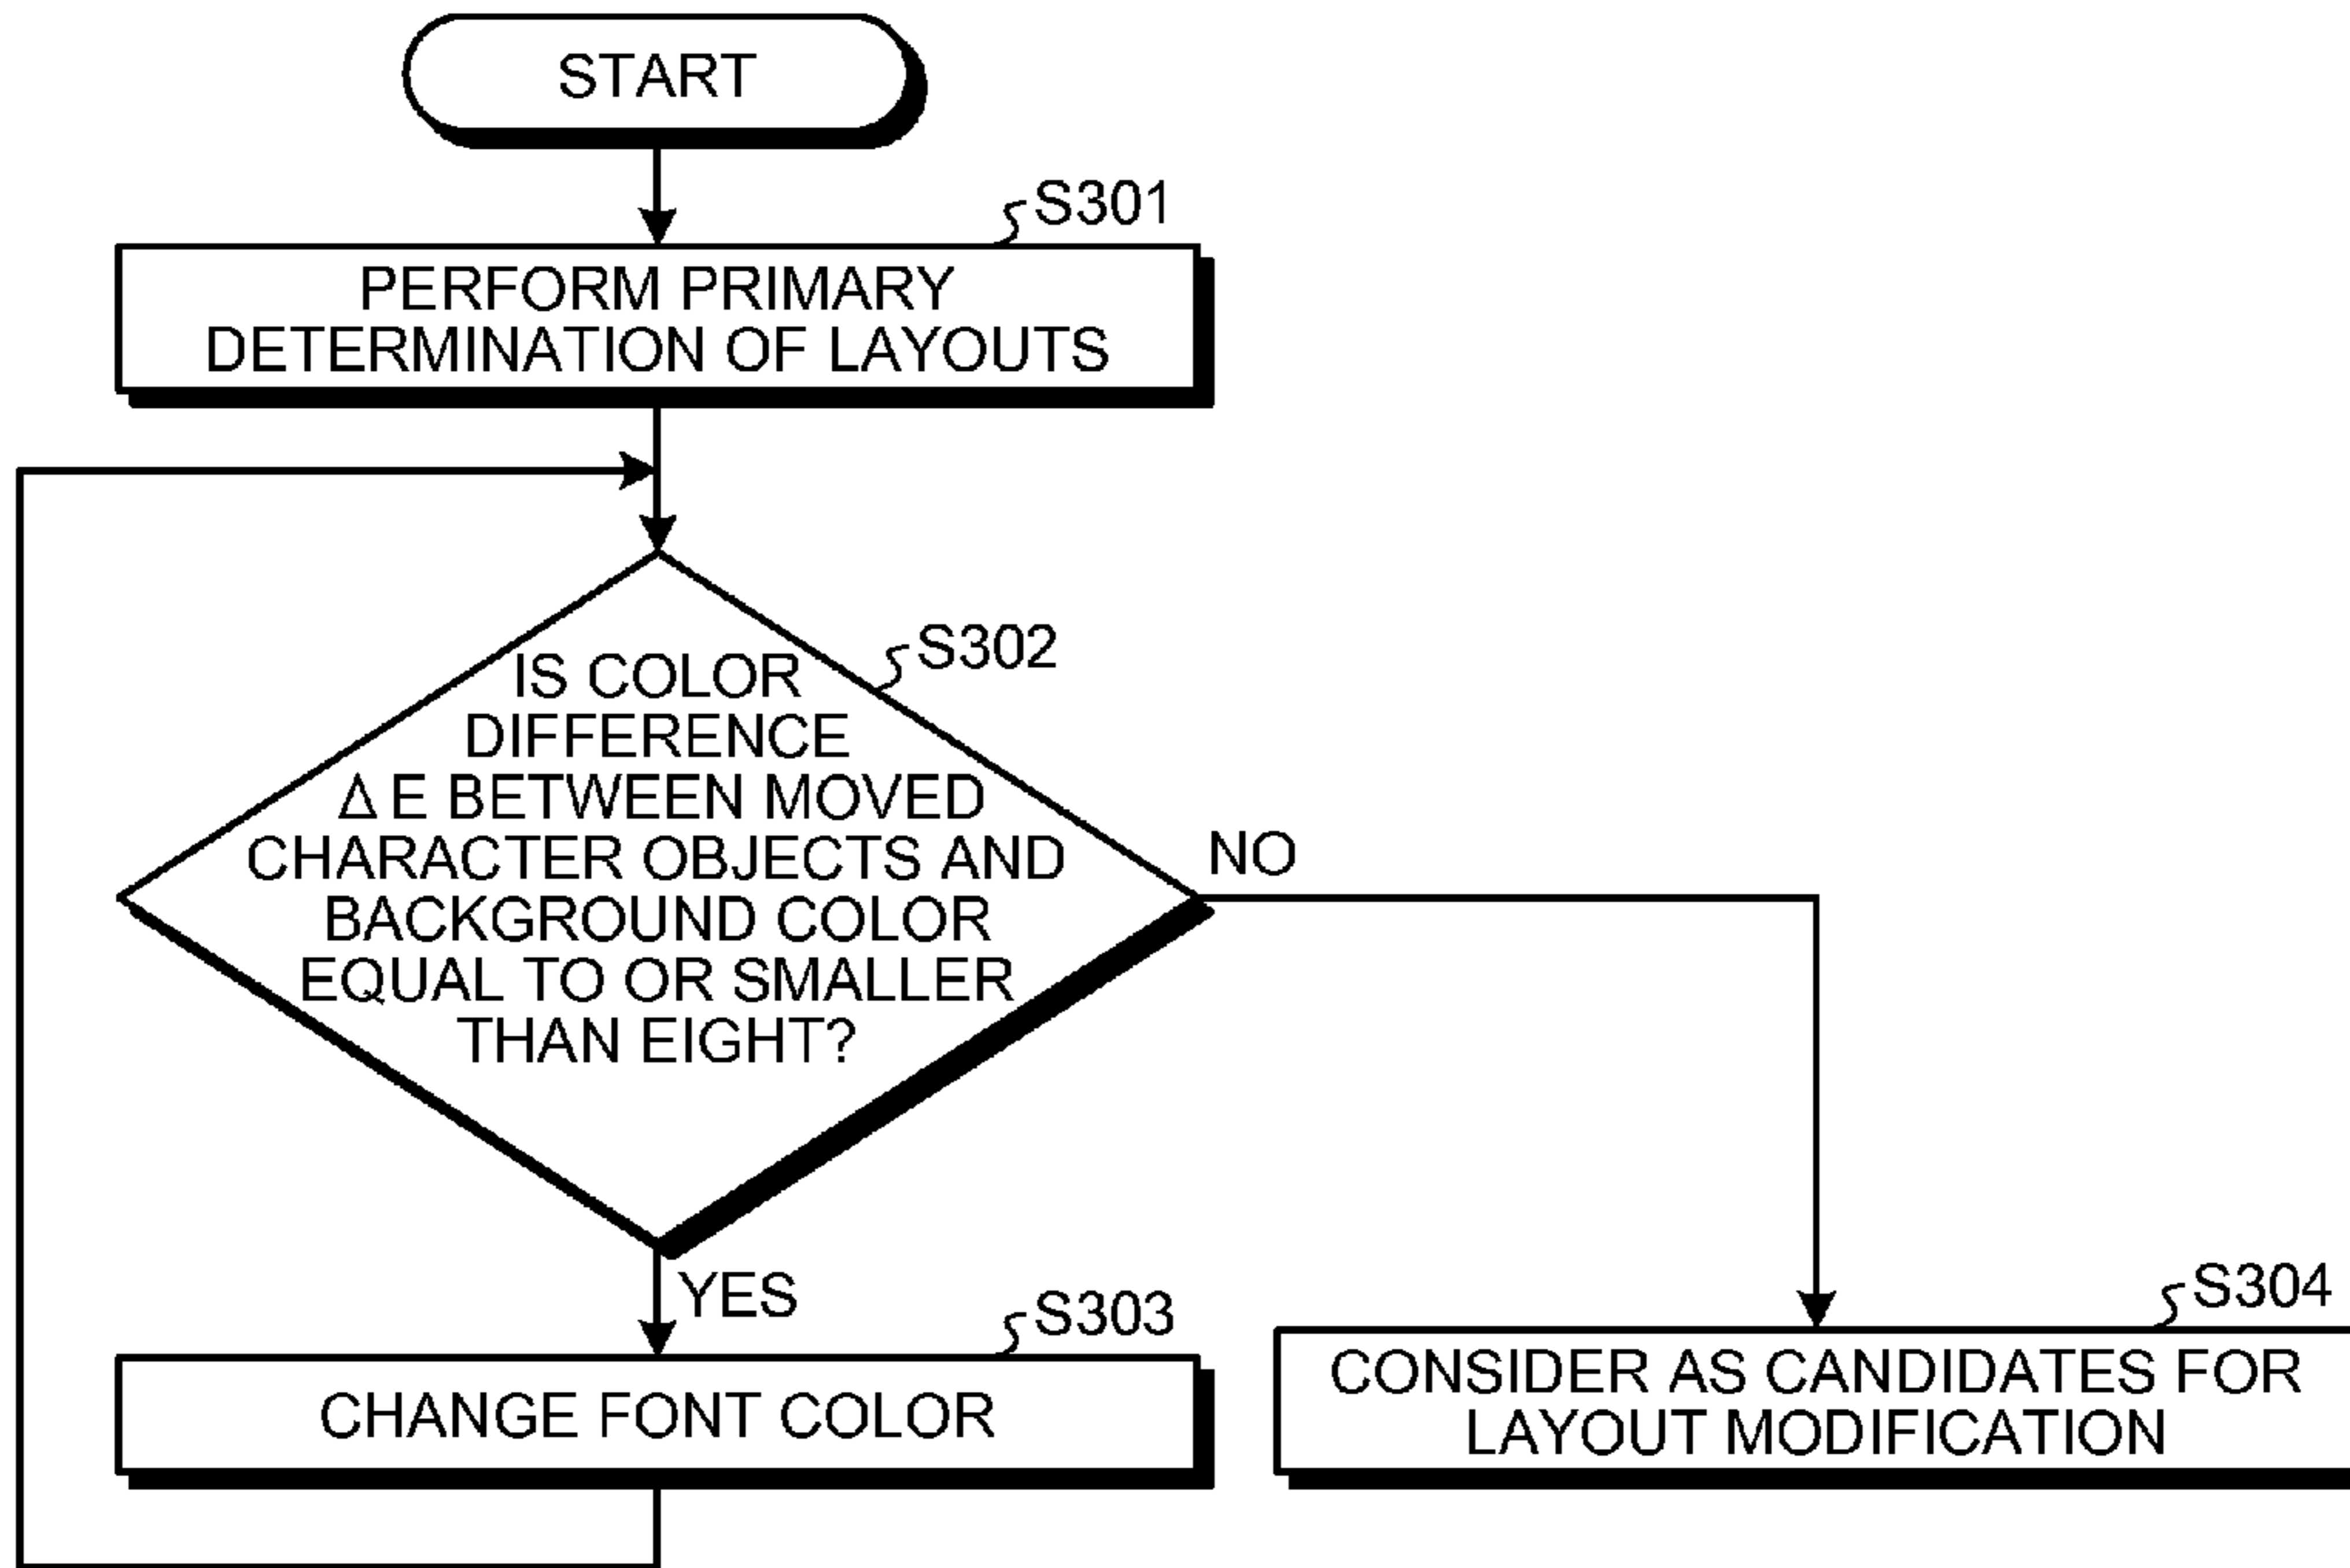 START
S301
PERFORM PRIMARY
DETERMINATION OF LAYOUTS
S302
IS COLOR
DIFFERENCE
Δ E BETWEEN MOVED
CHARACTER OBJECTS AND
BACKGROUND COLOR
EQUAL TO OR SMALLER
THAN EIGHT?
NO
YES
S303
CHANGE FONT COLOR
S304
CONSIDER AS CANDIDATES FOR
LAYOUT MODIFICATION